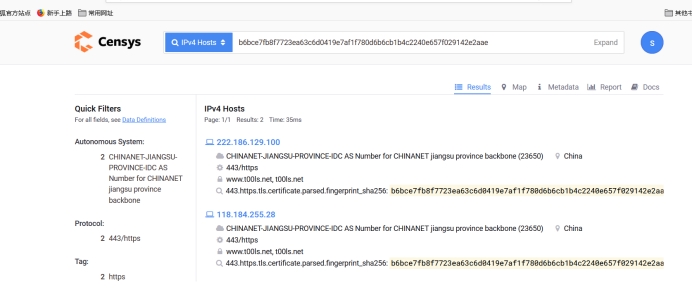 狐官方站点 新手上路 常用网址
Censys
IPv4 Hosts b6bce7fb8f7723ea63c6d0419e7af1f780d6b6cb1b4c2240e657f029142e2aae Expand S
Results Map Metadata Report Docs
Quick Filters
For all fields, see Data Definitions
Autonomous System:
2 CHINANET-JIANGSU-
PROVINCE-IDC AS
Number for CHINANET
jiangsu province
backbone
Protocol:
2 443/https
Tag:
2 https
IPv4 Hosts
Page: 1/1 Results: 2 Time: 35ms
222.186.129.100
CHINANET-JIANGSU-PROVINCE-IDC AS Number for CHINANET jiangsu province backbone (23650) China
443/https
www.t00ls.net, t00ls.net
443.https.tls.certificate.parsed.fingerprint_sha256: b6bce7fb8f7723ea63c6d0419e7af1f780d6b6cb1b4c2240e657f029142e2aa
118.184.255.28
CHINANET-JIANGSU-PROVINCE-IDC AS Number for CHINANET jiangsu province backbone (23650) China
443/https
www.t00ls.net, t00ls.net
443.https.tls.certificate.parsed.fingerprint_sha256: b6bce7fb8f7723ea63c6d0419e7af1f780d6b6cb1b4c2240e657f029142e2aa